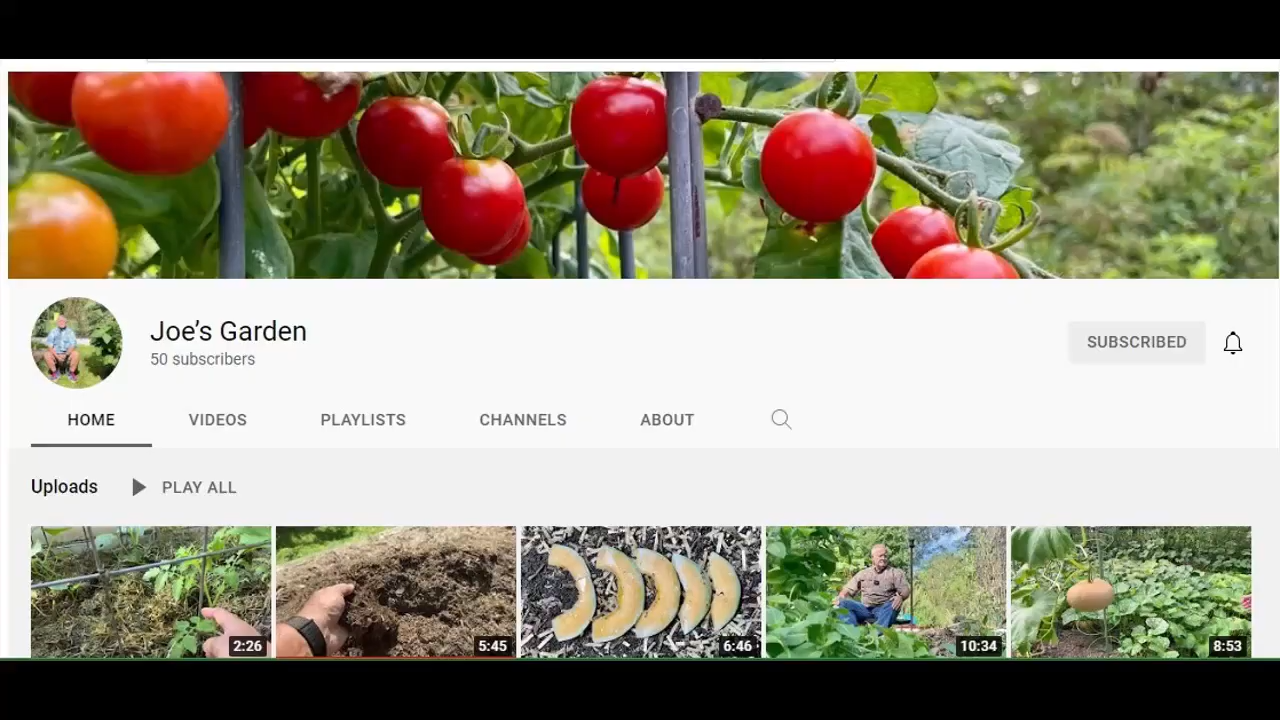 Joe’s Garden
50 subscribers
SUBSCRIBED
HOME VIDEOS PLAYLISTS CHANNELS ABOUT
Uploads PLAY ALL
2:26 5:45 6:46 10:34 8:53